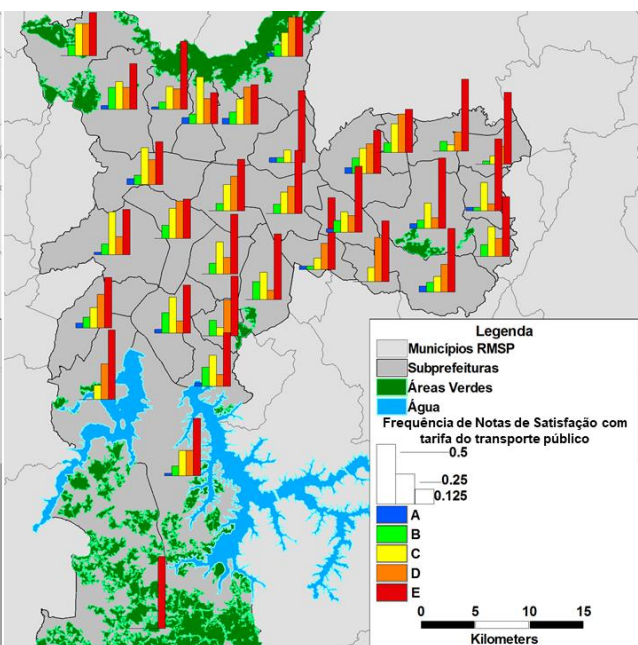 Legenda
Municípios RMSP
Subprefeituras
Áreas Verdes
Água
Frequência de Notas de Satisfação com
tarifa do transporte público
0.5
0.25
0.125
A
B
C
D
E
0 5 10 15
Kilometers